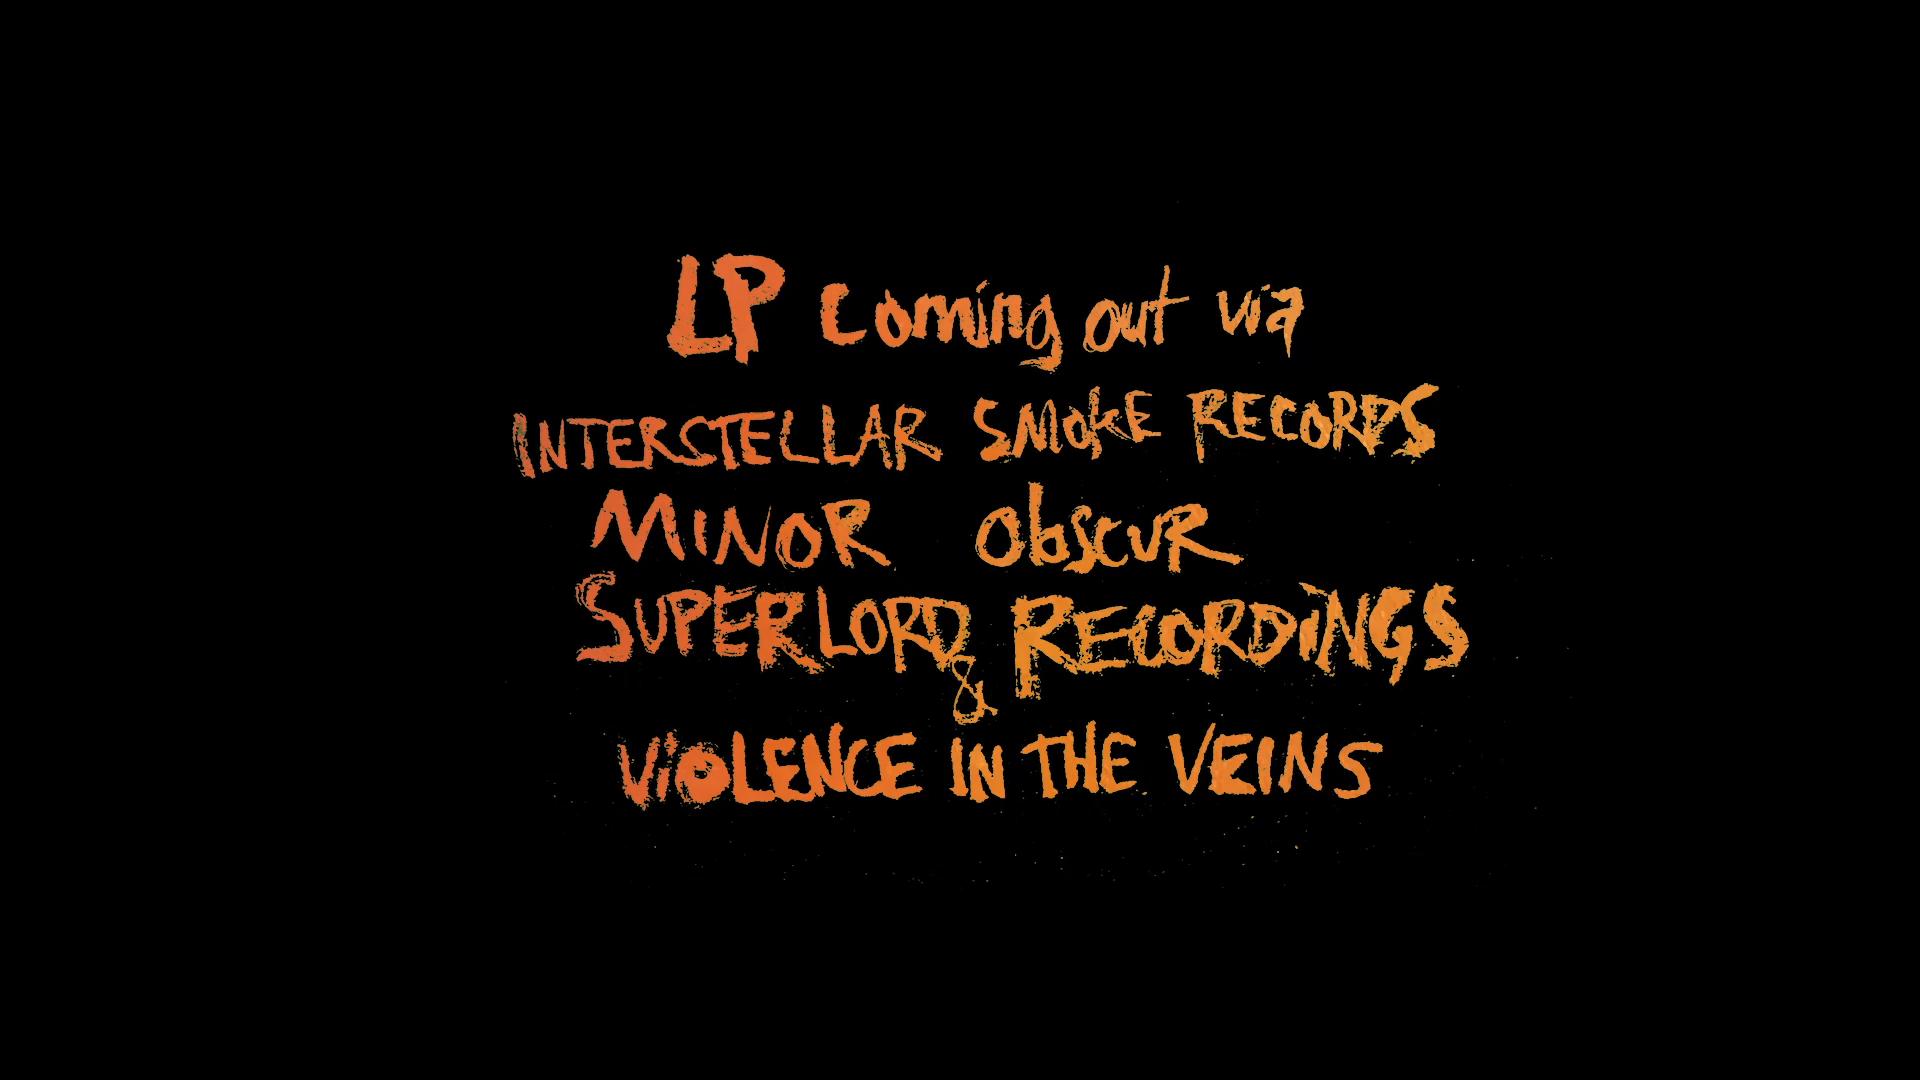 LP coming out via
INTERSTELLAR SMOKE RECORDS
MINOR Obscur
SUPERLORD RECORDINGS
&
VIOLENCE IN THE VEINS